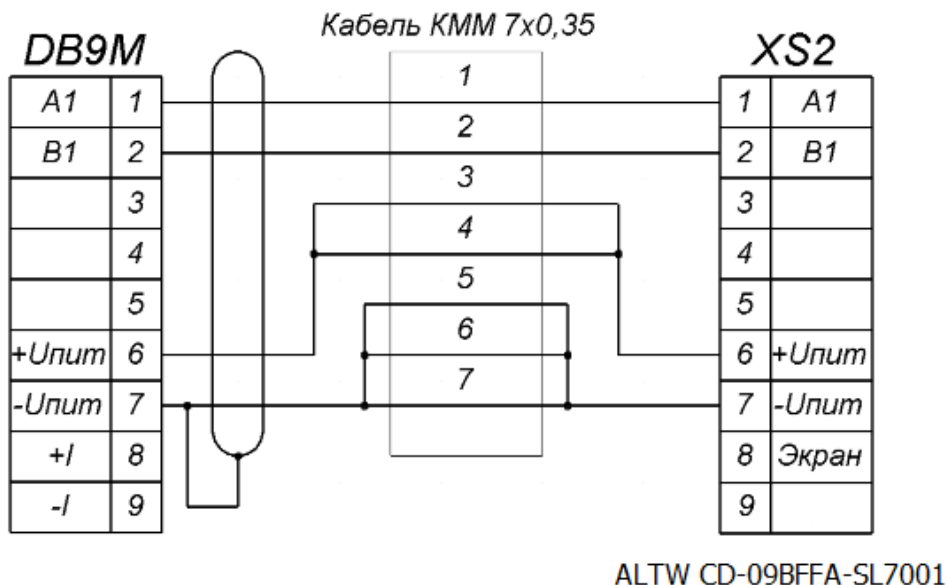 Кабель КММ 7х0,35
DB9M
XS2
A1 1
B1 2
3
4
5
+Uпит 6
-Uпит 7
+I 8
-I 9
1
2
3
4
5
6
7
1 A1
2 B1
3
4
5
6 +Uпит
7 -Uпит
8 Экран
9
ALTW CD-09BFFA-SL7001